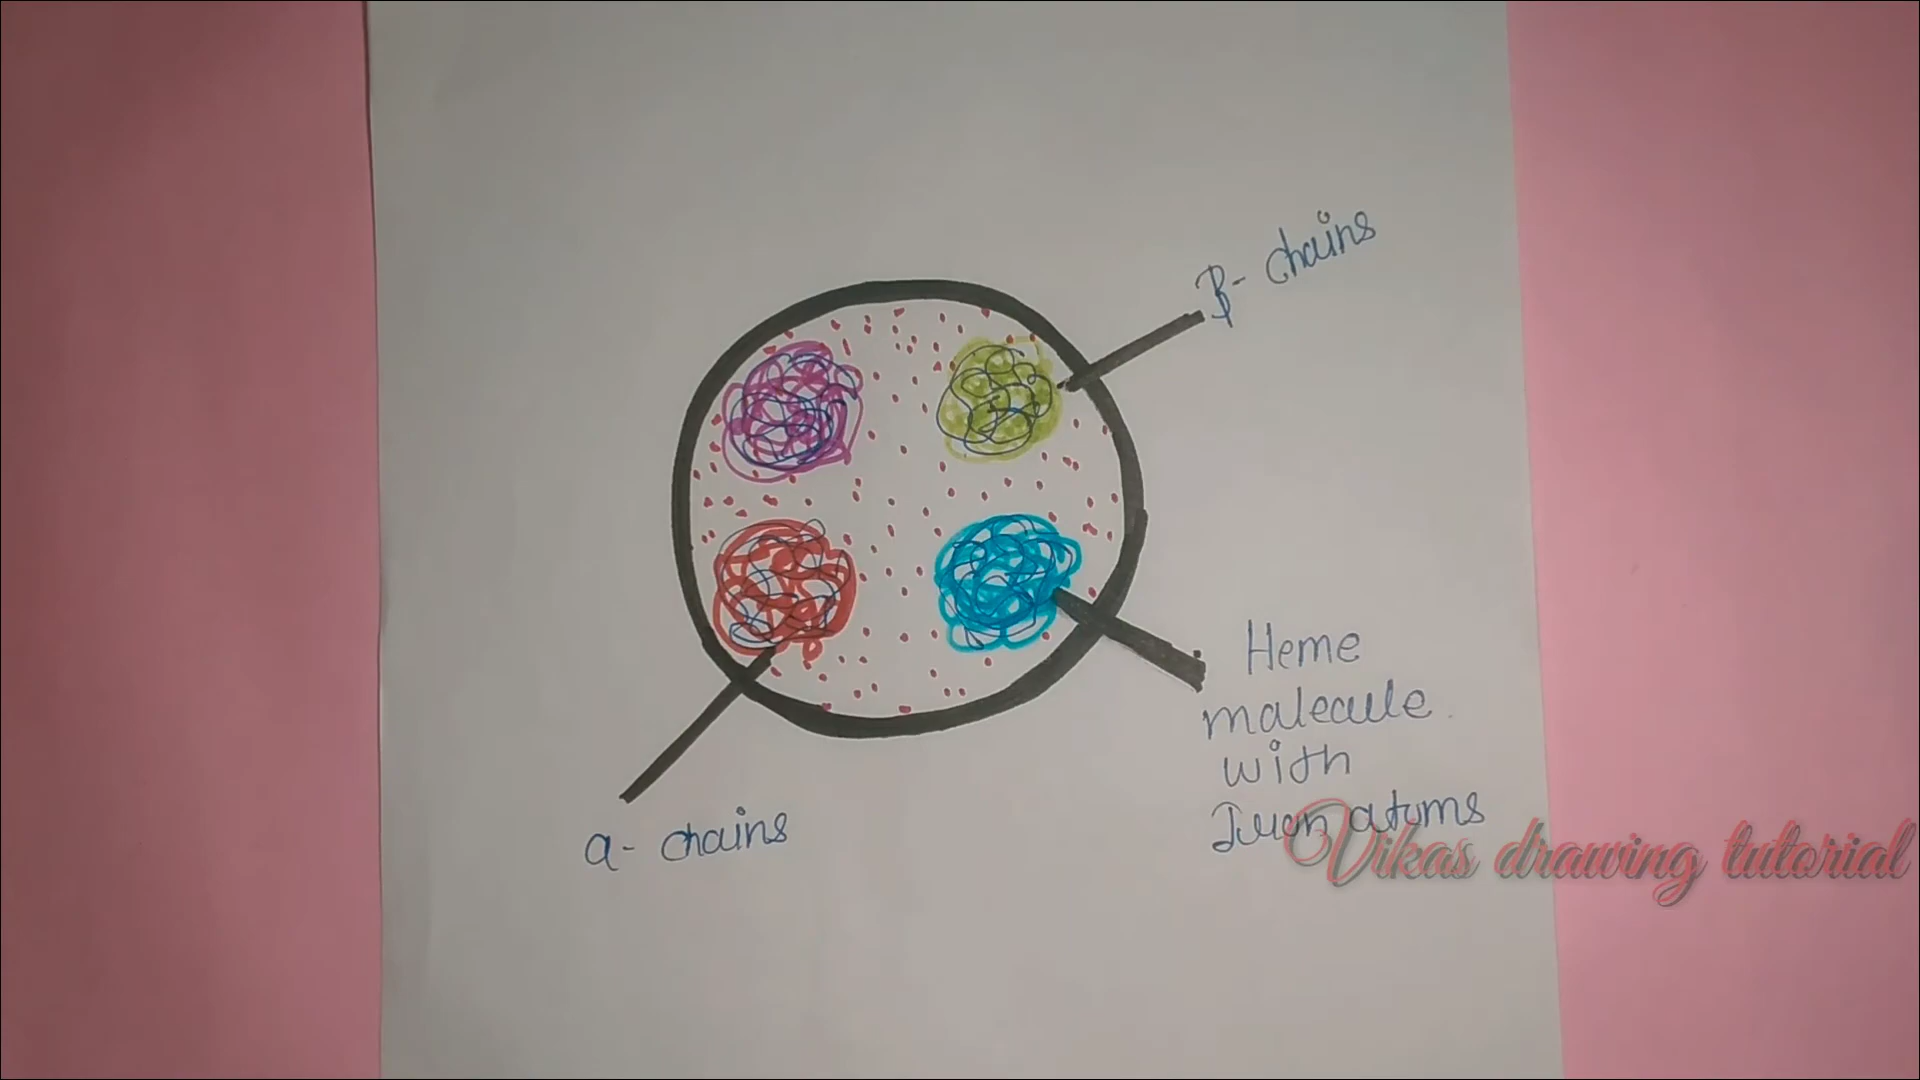 β- chains
Heme
malecule
with
Iron atoms
Vikas drawing tutorial
a- chains